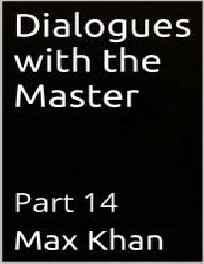 Dialogues
with the
Master
Part 14
Max Khan